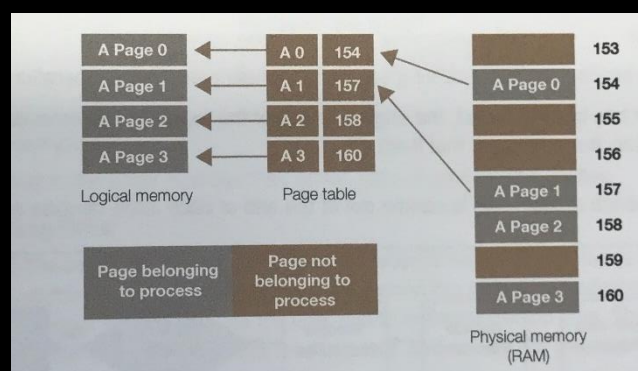 A Page 0
A Page 1
A Page 2
A Page 3
Logical memory
A 0 154
A 1 157
A 2 158
A 3 160
Page table
153
A Page 0 154
155
156
A Page 1 157
A Page 2 158
159
A Page 3 160
Physical memory
(RAM)
Page belonging
to process
Page not
belonging to
process